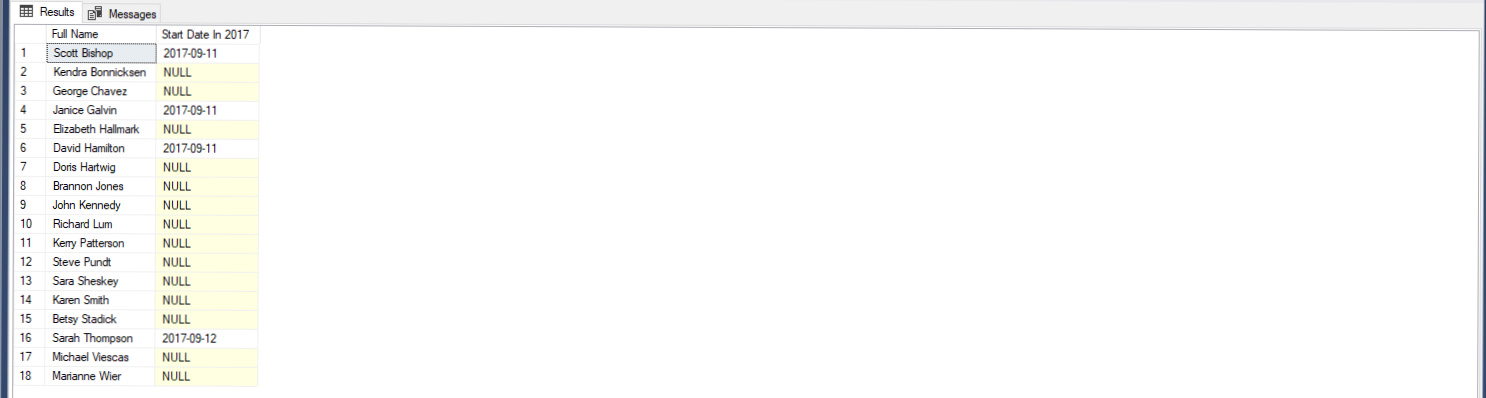 Results Messages
Full Name Start Date In 2017
1 Scott Bishop 2017-09-11
2 Kendra Bonnicksen NULL
3 George Chavez NULL
4 Janice Galvin 2017-09-11
5 Elizabeth Hallmark NULL
6 David Hamilton 2017-09-11
7 Doris Hartwig NULL
8 Brannon Jones NULL
9 John Kennedy NULL
10 Richard Lum NULL
11 Kerry Patterson NULL
12 Steve Pundt NULL
13 Sara Sheskey NULL
14 Karen Smith NULL
15 Betsy Stadick NULL
16 Sarah Thompson 2017-09-12
17 Michael Viescas NULL
18 Marianne Wier NULL